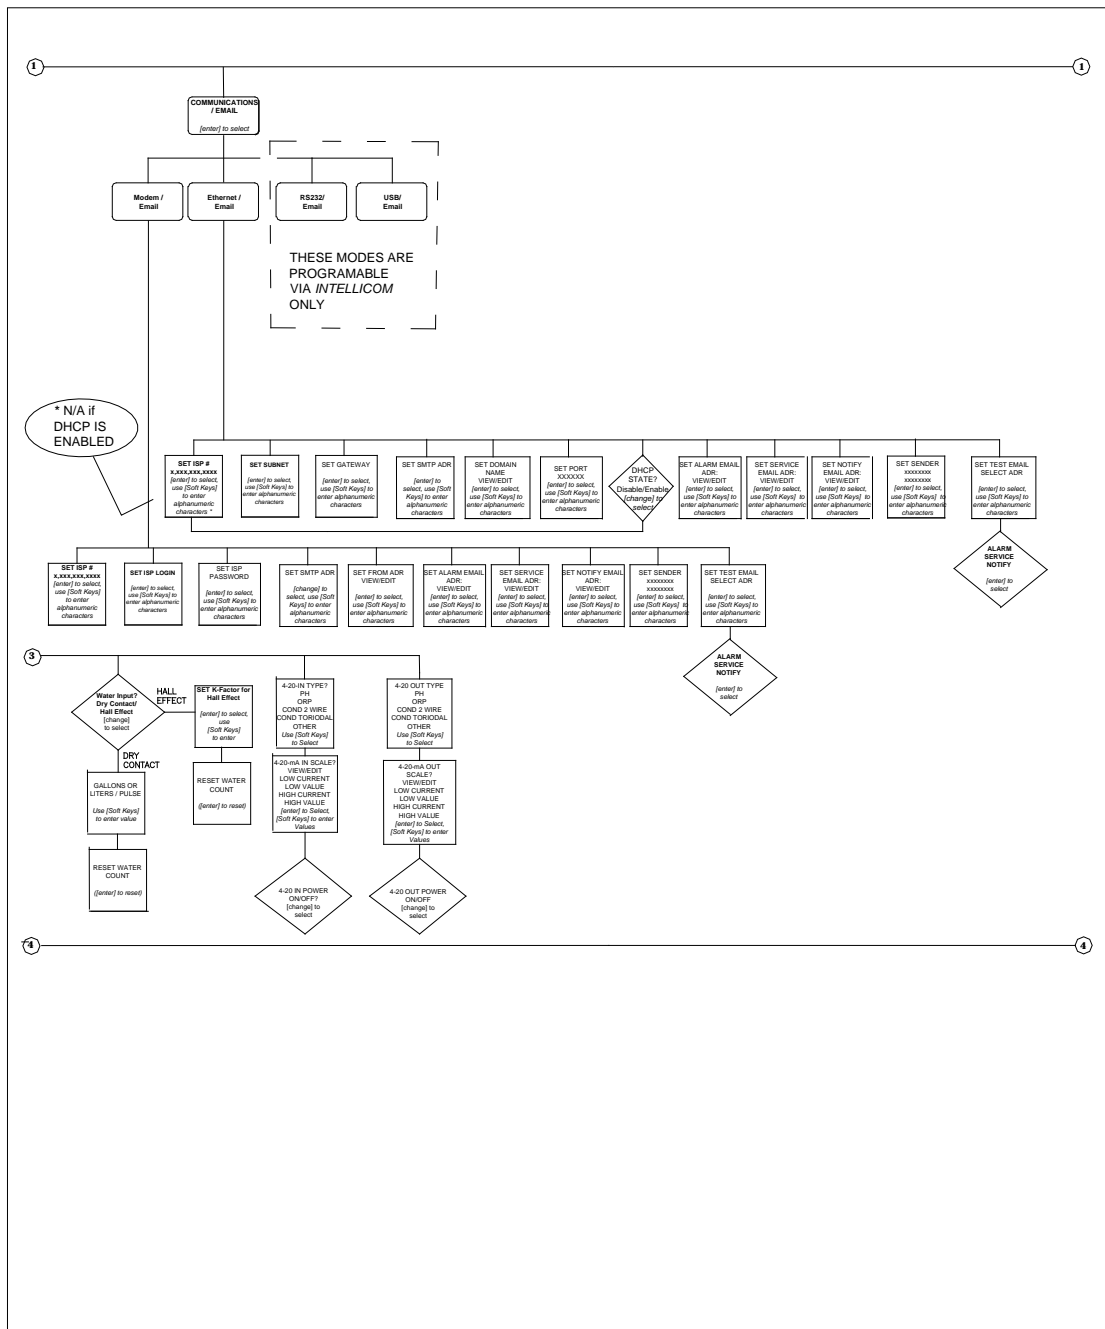 1
1
COMMUNICATIONS
/ EMAIL
[enter] to select
Modem /
Email
Ethernet /
Email
RS232/
Email
USB/
Email
THESE MODES ARE
PROGRAMABLE
VIA INTELLICOM
ONLY
* N/A if
DHCP IS
ENABLED
SET ISP #
x,xxx,xxx,xxxx
[enter] to select,
use [Soft Keys]
to enter
alphanumeric
characters *
SET SUBNET
[enter] to select,
use [Soft Keys] to
enter alphanumeric
characters
SET GATEWAY
[enter] to select,
use [Soft Keys] to
enter alphanumeric
characters
SET SMTP ADR
[enter] to
select, use [Soft
Keys] to enter
alphanumeric
characters
SET DOMAIN
NAME
VIEW/EDIT
[enter] to select,
use [Soft Keys] to
enter alphanumeric
characters
SET PORT
XXXXXX
[enter] to select,
use [Soft Keys] to
enter alphanumeric
characters
DHCP
STATE?
Disable/Enable
[change] to
select
SET ALARM EMAIL
ADR:
VIEW/EDIT
[enter] to select,
use [Soft Keys] to
enter alphanumeric
characters
SET SERVICE
EMAIL ADR:
VIEW/EDIT
[enter] to select,
use [Soft Keys] to
enter alphanumeric
characters
SET NOTIFY
EMAIL ADR:
VIEW/EDIT
[enter] to select,
use [Soft Keys] to
enter alphanumeric
characters
SET SENDER
xxxxxxxx
xxxxxxxx
[enter] to select,
use [Soft Keys] to
enter alphanumeric
characters
SET TEST EMAIL
SELECT ADR
[enter] to select,
use [Soft Keys] to
enter alphanumeric
characters
ALARM
SERVICE
NOTIFY
[enter] to
select
SET ISP #
x,xxx,xxx,xxxx
[enter] to select,
use [Soft Keys]
to enter
alphanumeric
characters
SET ISP LOGIN
[enter] to select,
use [Soft Keys] to
enter alphanumeric
characters
SET ISP
PASSWORD
[enter] to select,
use [Soft Keys] to
enter alphanumeric
characters
SET SMTP ADR
[change] to
select, use [Soft
Keys] to enter
alphanumeric
characters
SET FROM ADR
VIEW/EDIT
[enter] to select,
use [Soft Keys] to
enter alphanumeric
characters
SET ALARM EMAIL
ADR:
VIEW/EDIT
[enter] to select,
use [Soft Keys] to
enter alphanumeric
characters
SET SERVICE
EMAIL ADR:
VIEW/EDIT
[enter] to select,
use [Soft Keys] to
enter alphanumeric
characters
SET NOTIFY EMAIL
ADR:
VIEW/EDIT
[enter] to select,
use [Soft Keys] to
enter alphanumeric
characters
SET SENDER
xxxxxxxx
xxxxxxxx
[enter] to select,
use [Soft Keys] to
enter alphanumeric
characters
SET TEST EMAIL
SELECT ADR
[enter] to select,
use [Soft Keys] to
enter alphanumeric
characters
ALARM
SERVICE
NOTIFY
[enter] to
select
3
Water Input?
Dry Contact/
Hall Effect
[change]
to select
HALL
EFFECT
SET K-Factor for
Hall Effect
[enter] to select,
use
[Soft Keys]
to enter
RESET WATER
COUNT
([enter] to reset)
DRY
CONTACT
GALLONS OR
LITERS / PULSE
Use [Soft Keys]
to enter value
RESET WATER
COUNT
([enter] to reset)
4-20-IN TYPE?
PH
ORP
COND 2 WIRE
COND TORIODAL
OTHER
Use [Soft Keys]
to Select
4-20-mA IN SCALE?
VIEW/EDIT
LOW CURRENT
LOW VALUE
HIGH CURRENT
HIGH VALUE
[enter] to Select,
[Soft Keys] to enter
Values
4-20 IN POWER
ON/OFF?
[change] to
select
4-20 OUT TYPE
PH
ORP
COND 2 WIRE
COND TORIODAL
OTHER
Use [Soft Keys]
to Select
4-20-mA OUT
SCALE?
VIEW/EDIT
LOW CURRENT
LOW VALUE
HIGH CURRENT
HIGH VALUE
[enter] to Select,
[Soft Keys] to enter
Values
4-20 OUT POWER
ON/OFF
[change] to
select
4
4